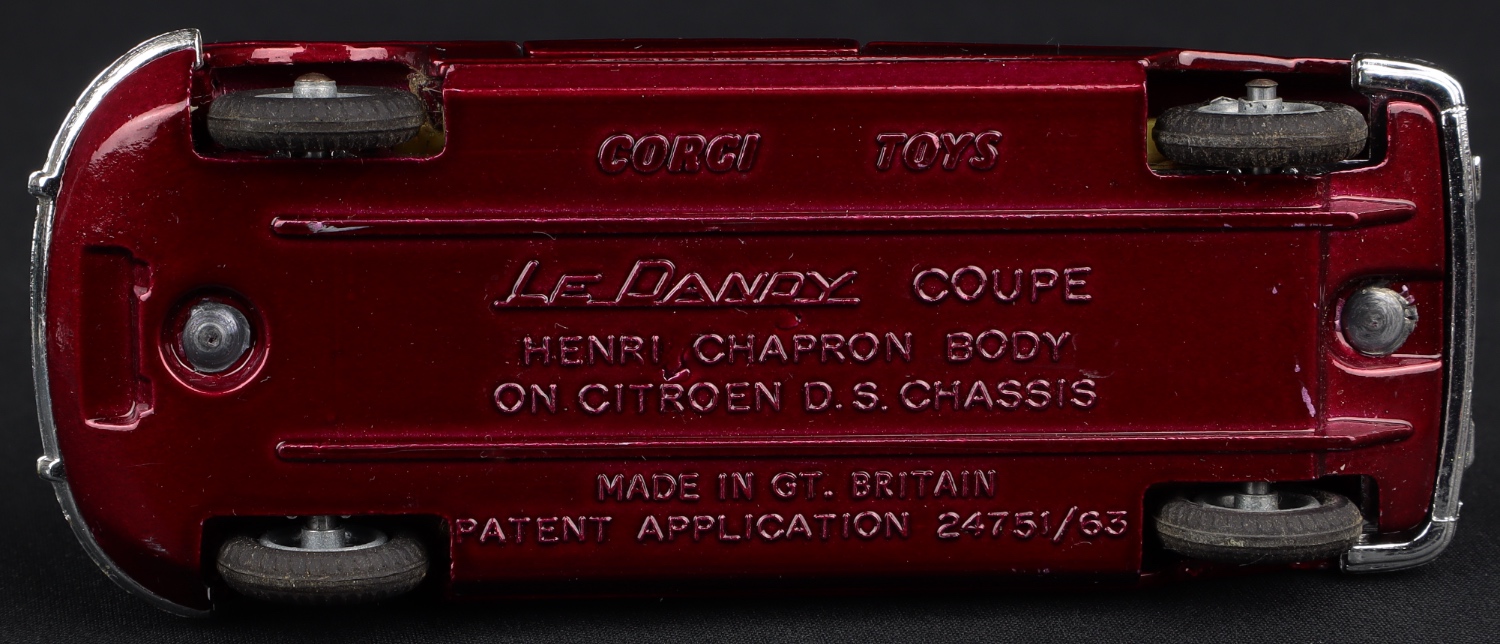 CORGI TOYS
LE DANDY COUPE
HENRI CHAPRON BODY
ON CITROEN D.S. CHASSIS
MADE IN GT. BRITAIN
PATENT APPLICATION 24751/63